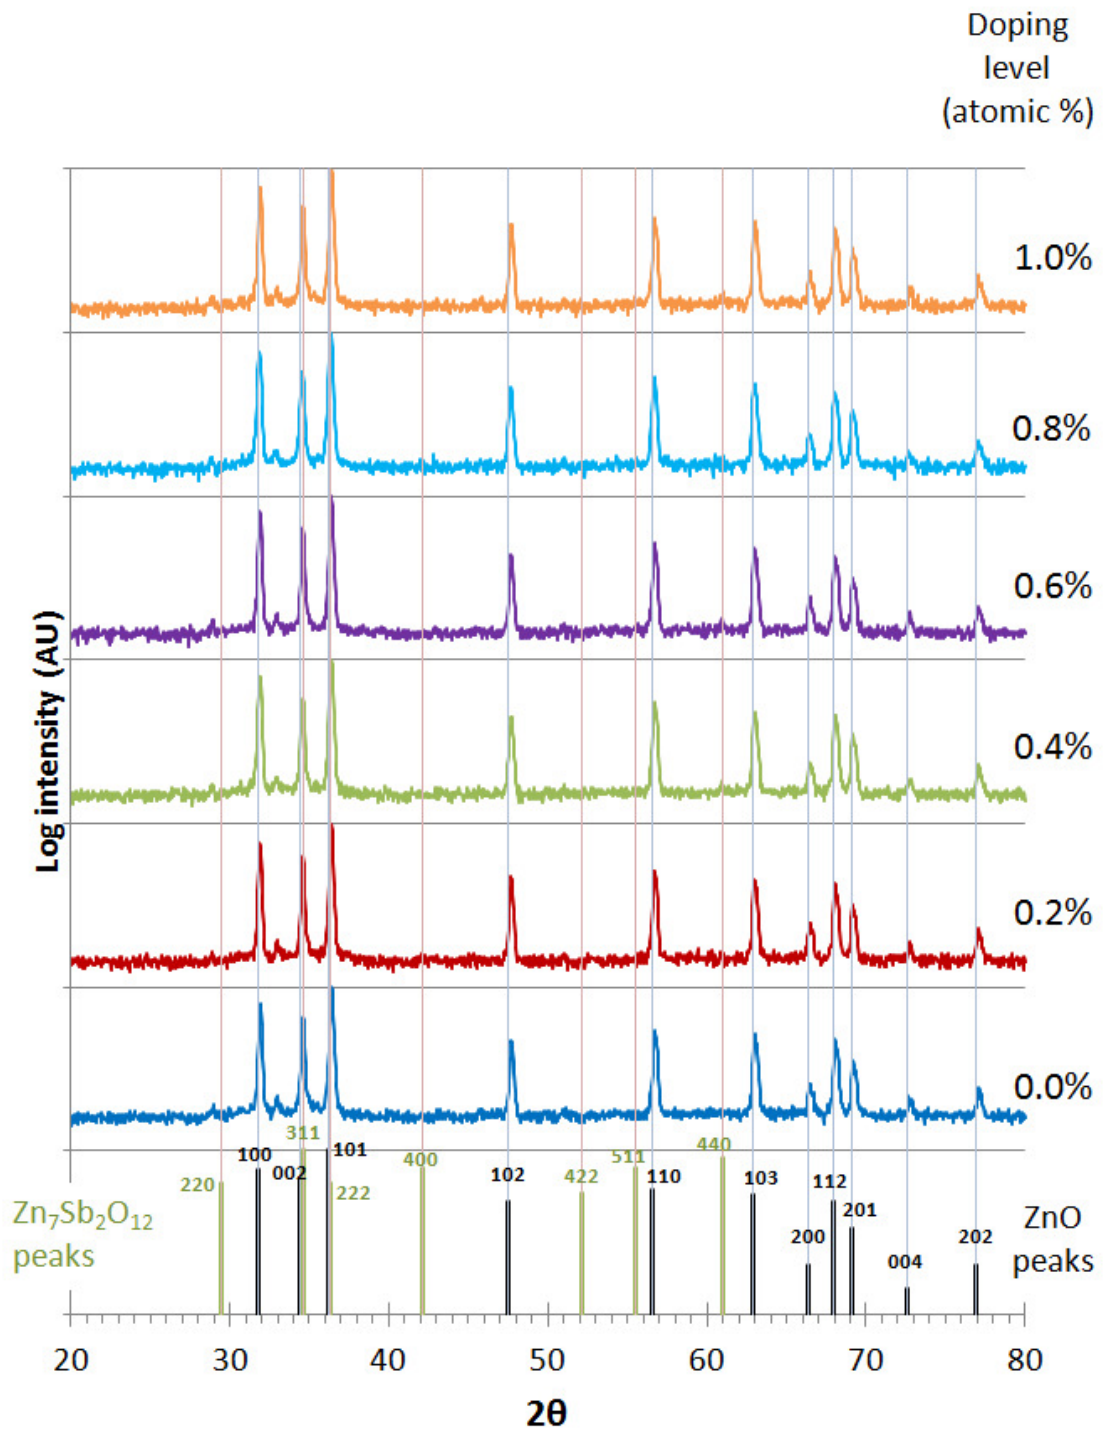 Doping
level
(atomic %)
1.0%
0.8%
0.6%
0.4%
0.2%
0.0%
Log intensity (AU)
311
100
002
101
400
102
422
511
110
440
103
112
220
222
200
201
004
202
Zn₇Sb₂O₁₂
peaks
ZnO
peaks
20 30 40 50 60 70 80
2θ